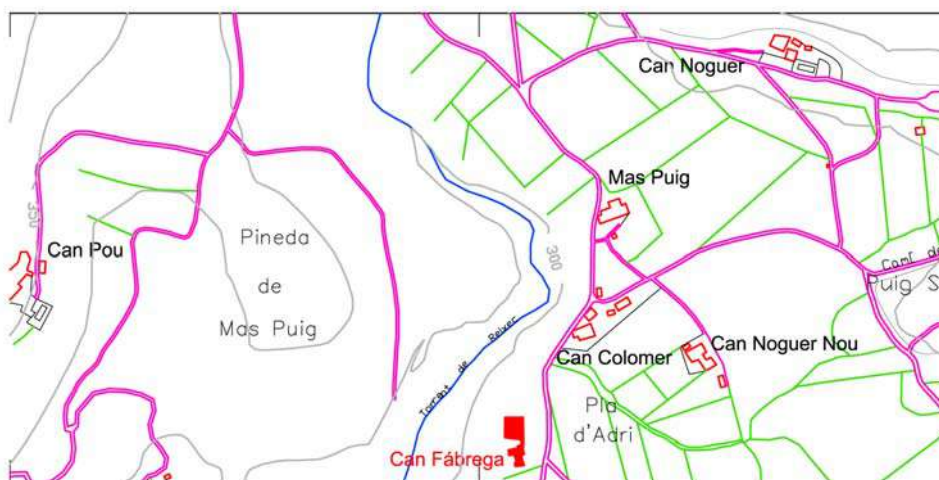 Can Noguer
Mas Puig
350
Can Pou
Pineda
de
Mas Puig
300
Camí de
Puig S
Torrent de Beixer
Can Colomer
Can Noguer Nou
Pla
d'Adri
Can Fábrega